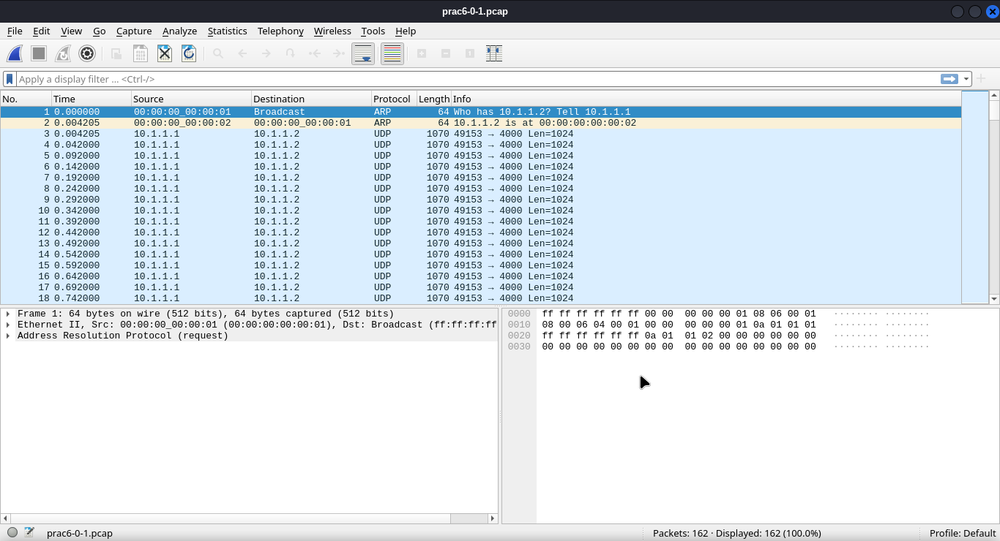 prac6-0-1.pcap
File Edit View Go Capture Analyze Statistics Telephony Wireless Tools Help
Apply a display filter ... <Ctrl-/>
No. Time Source Destination Protocol Length Info
1 0.000000 00:00:00_00:00:01 Broadcast ARP 64 Who has 10.1.1.2? Tell 10.1.1.1
2 0.004205 00:00:00_00:00:02 00:00:00_00:00:01 ARP 64 10.1.1.2 is at 00:00:00:00:00:02
3 0.004205 10.1.1.1 10.1.1.2 UDP 1070 49153 → 4000 Len=1024
4 0.042000 10.1.1.1 10.1.1.2 UDP 1070 49153 → 4000 Len=1024
5 0.092000 10.1.1.1 10.1.1.2 UDP 1070 49153 → 4000 Len=1024
6 0.142000 10.1.1.1 10.1.1.2 UDP 1070 49153 → 4000 Len=1024
7 0.192000 10.1.1.1 10.1.1.2 UDP 1070 49153 → 4000 Len=1024
8 0.242000 10.1.1.1 10.1.1.2 UDP 1070 49153 → 4000 Len=1024
9 0.292000 10.1.1.1 10.1.1.2 UDP 1070 49153 → 4000 Len=1024
10 0.342000 10.1.1.1 10.1.1.2 UDP 1070 49153 → 4000 Len=1024
11 0.392000 10.1.1.1 10.1.1.2 UDP 1070 49153 → 4000 Len=1024
12 0.442000 10.1.1.1 10.1.1.2 UDP 1070 49153 → 4000 Len=1024
13 0.492000 10.1.1.1 10.1.1.2 UDP 1070 49153 → 4000 Len=1024
14 0.542000 10.1.1.1 10.1.1.2 UDP 1070 49153 → 4000 Len=1024
15 0.592000 10.1.1.1 10.1.1.2 UDP 1070 49153 → 4000 Len=1024
16 0.642000 10.1.1.1 10.1.1.2 UDP 1070 49153 → 4000 Len=1024
17 0.692000 10.1.1.1 10.1.1.2 UDP 1070 49153 → 4000 Len=1024
18 0.742000 10.1.1.1 10.1.1.2 UDP 1070 49153 → 4000 Len=1024
Frame 1: 64 bytes on wire (512 bits), 64 bytes captured (512 bits)
Ethernet II, Src: 00:00:00_00:00:01 (00:00:00:00:00:01), Dst: Broadcast (ff:ff:ff:ff
Address Resolution Protocol (request)
0000 ff ff ff ff ff ff 00 00 00 00 00 01 08 06 00 01 ········ ········
0010 08 00 06 04 00 01 00 00 00 00 00 01 0a 01 01 01 ········ ········
0020 ff ff ff ff ff ff 0a 01 01 02 00 00 00 00 00 00 ········ ········
0030 00 00 00 00 00 00 00 00 00 00 00 00 00 00 00 00 ········ ········
prac6-0-1.pcap
Packets: 162 · Displayed: 162 (100.0%)
Profile: Default